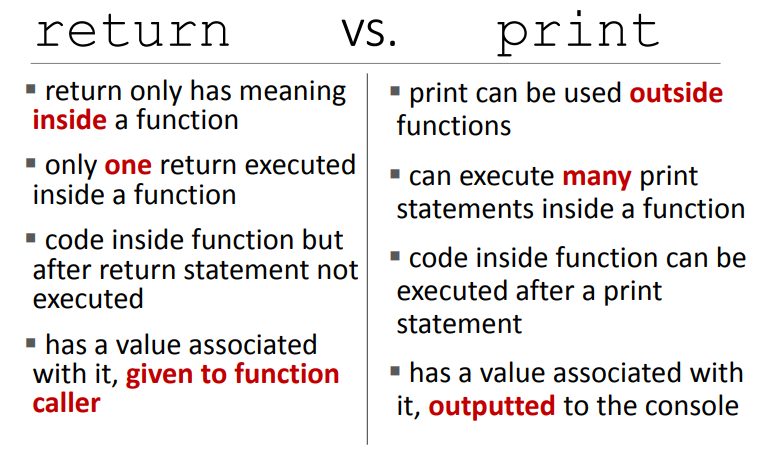 return vs. print
▪ return only has meaning
inside a function
▪ only one return executed
inside a function
▪ code inside function but
after return statement not
executed
▪ has a value associated
with it, given to function
caller
▪ print can be used outside
functions
▪ can execute many print
statements inside a function
▪ code inside function can be
executed after a print
statement
▪ has a value associated with
it, outputted to the console